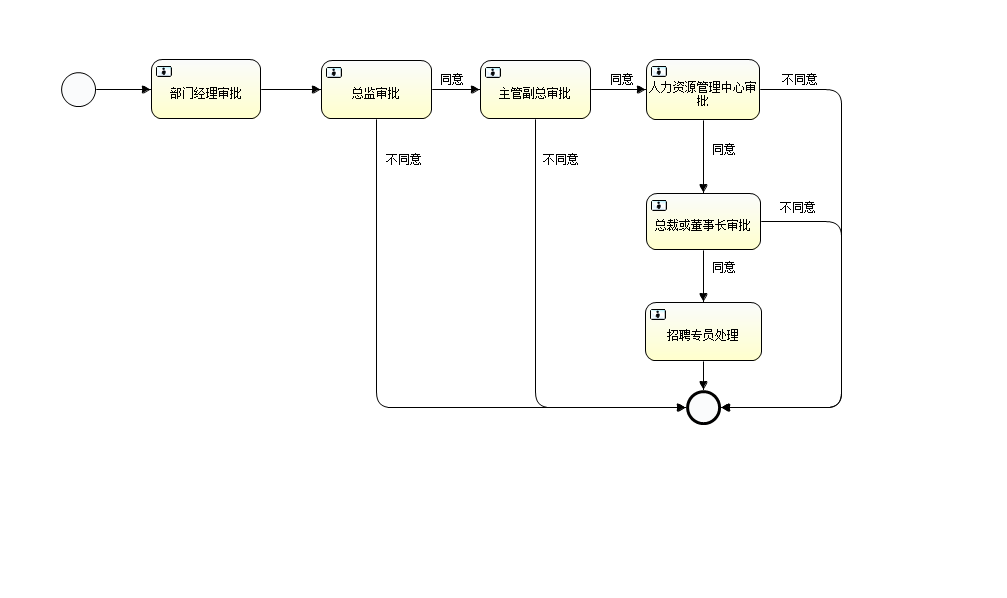 部门经理审批
总监审批
同意
主管副总审批
同意
人力资源管理中心审
批
不同意
不同意
不同意
同意
总裁或董事长审批
不同意
同意
招聘专员处理